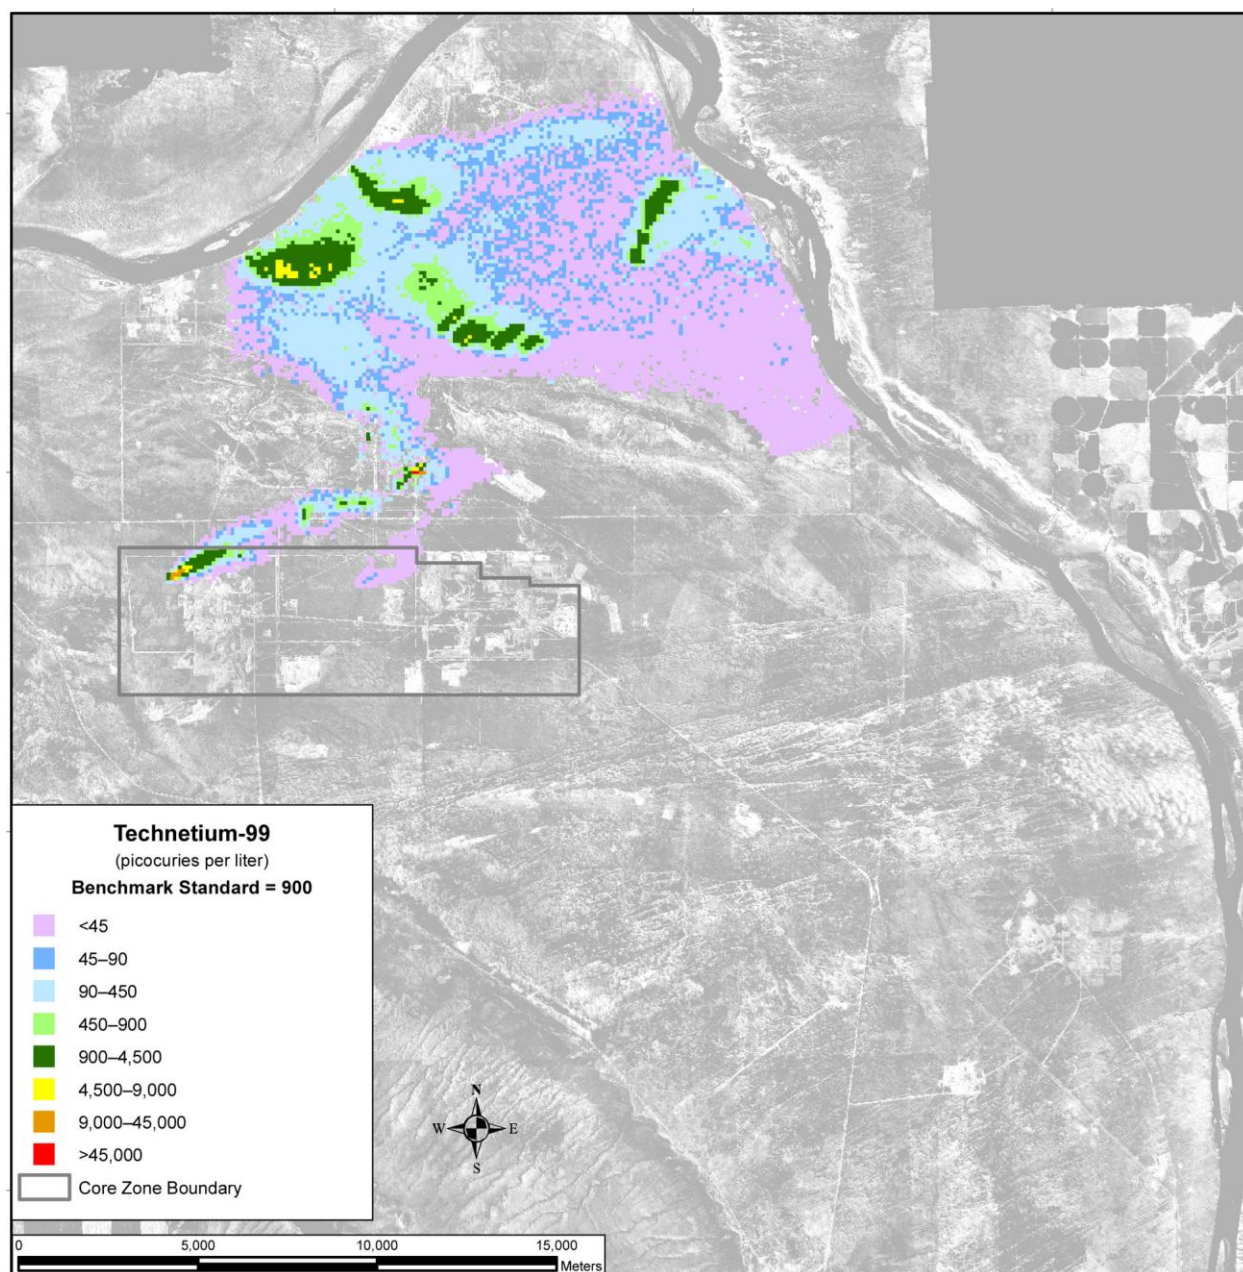 N
W E
S
Technetium-99
(picocuries per liter)
Benchmark Standard = 900
<45
45–90
90–450
450–900
900–4,500
4,500–9,000
9,000–45,000
>45,000
Core Zone Boundary
0 5,000 10,000 15,000
Meters